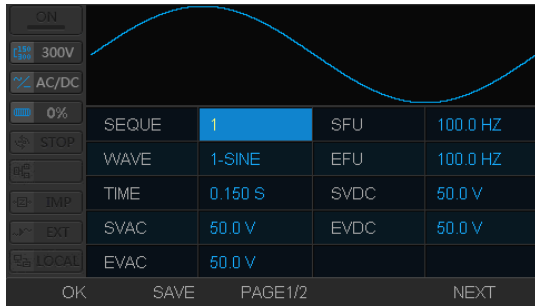 ON
300V
AC/DC
0%
STOP
IMP
EXT
LOCAL
SEQUE 1 SFU 100.0 HZ
WAVE 1-SINE EFU 100.0 HZ
TIME 0.150 S SVDC 50.0 V
SVAC 50.0 V EVDC 50.0 V
EVAC 50.0 V
OK SAVE PAGE1/2 NEXT